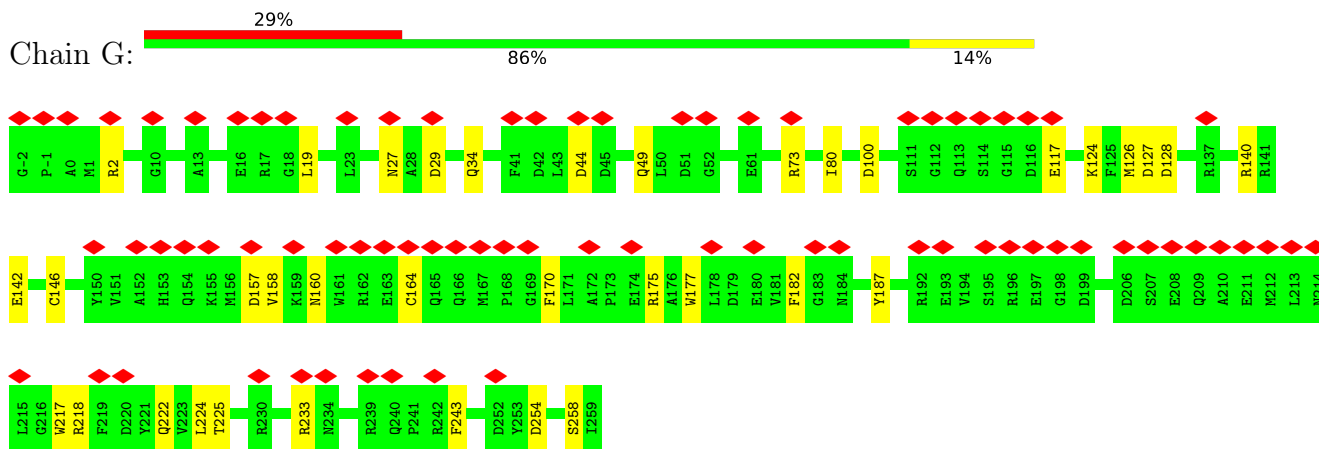 29%
Chain G:
86% 14%
G-2 P-1 A0 M1 R2 G10 A13 E16 R17 G18 L19 L23 N27 A28 D29 Q34 F41 D42 L43 D44 D45 Q49 L50 D51 G52 E61 R73 I80 D100 S111 G112 Q113 S114 G115 D116 E117 K124 F125 M126 D127 D128 R137 R140 R141
E142 C146 Y150 V151 A152 H153 Q154 K155 M156 D157 V158 K159 N160 W161 R162 E163 C164 Q165 Q166 M167 P168 G169 F170 L171 A172 P173 E174 R175 A176 W177 L178 D179 E180 V181 F182 G183 N184 Y187 R192 E193 V194 S195 R196 E197 G198 D199 D206 S207 E208 Q209 A210 E211 M212 L213 N214
L215 G216 W217 R218 F219 D220 Y221 Q222 V223 L224 T225 R230 R233 N234 R239 Q240 P241 R242 F243 D252 Y253 D254 S258 I259